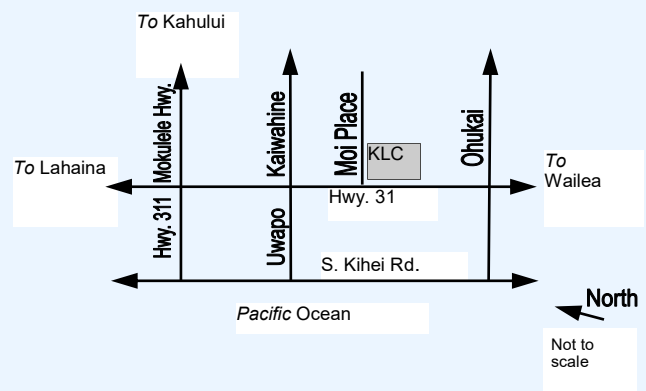 To Kahului
Mokulele Hwy.
Kaiwahine
Moi Place
KLC
Ohukai
To Lahaina
To
Wailea
Hwy. 31
Hwy. 311
Uwapo
S. Kihei Rd.
Pacific Ocean
North
Not to
scale